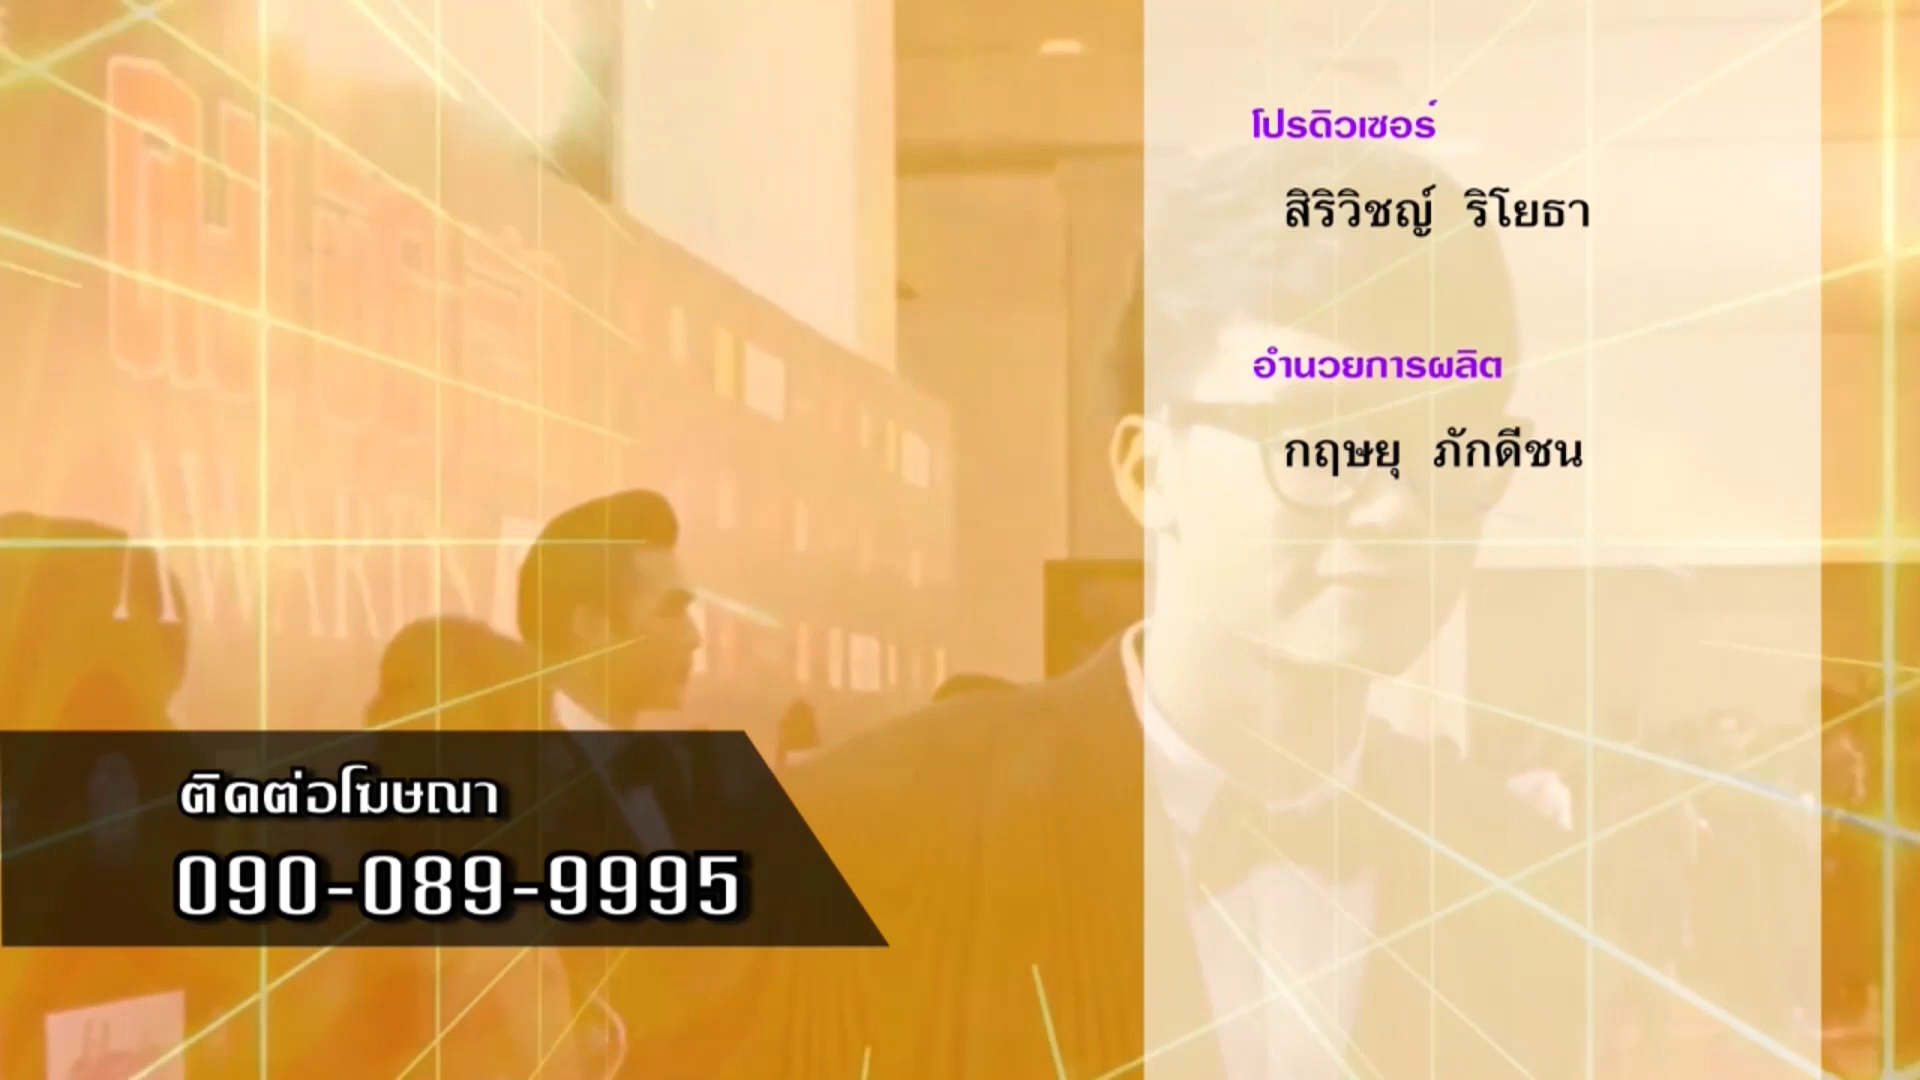 โปรดิวเซอร์
สิริวิชญ์ ริโยธา
อำนวยการผลิต
กฤษยุ ภักดีชน
ติดต่อโฆษณา
090-089-9995